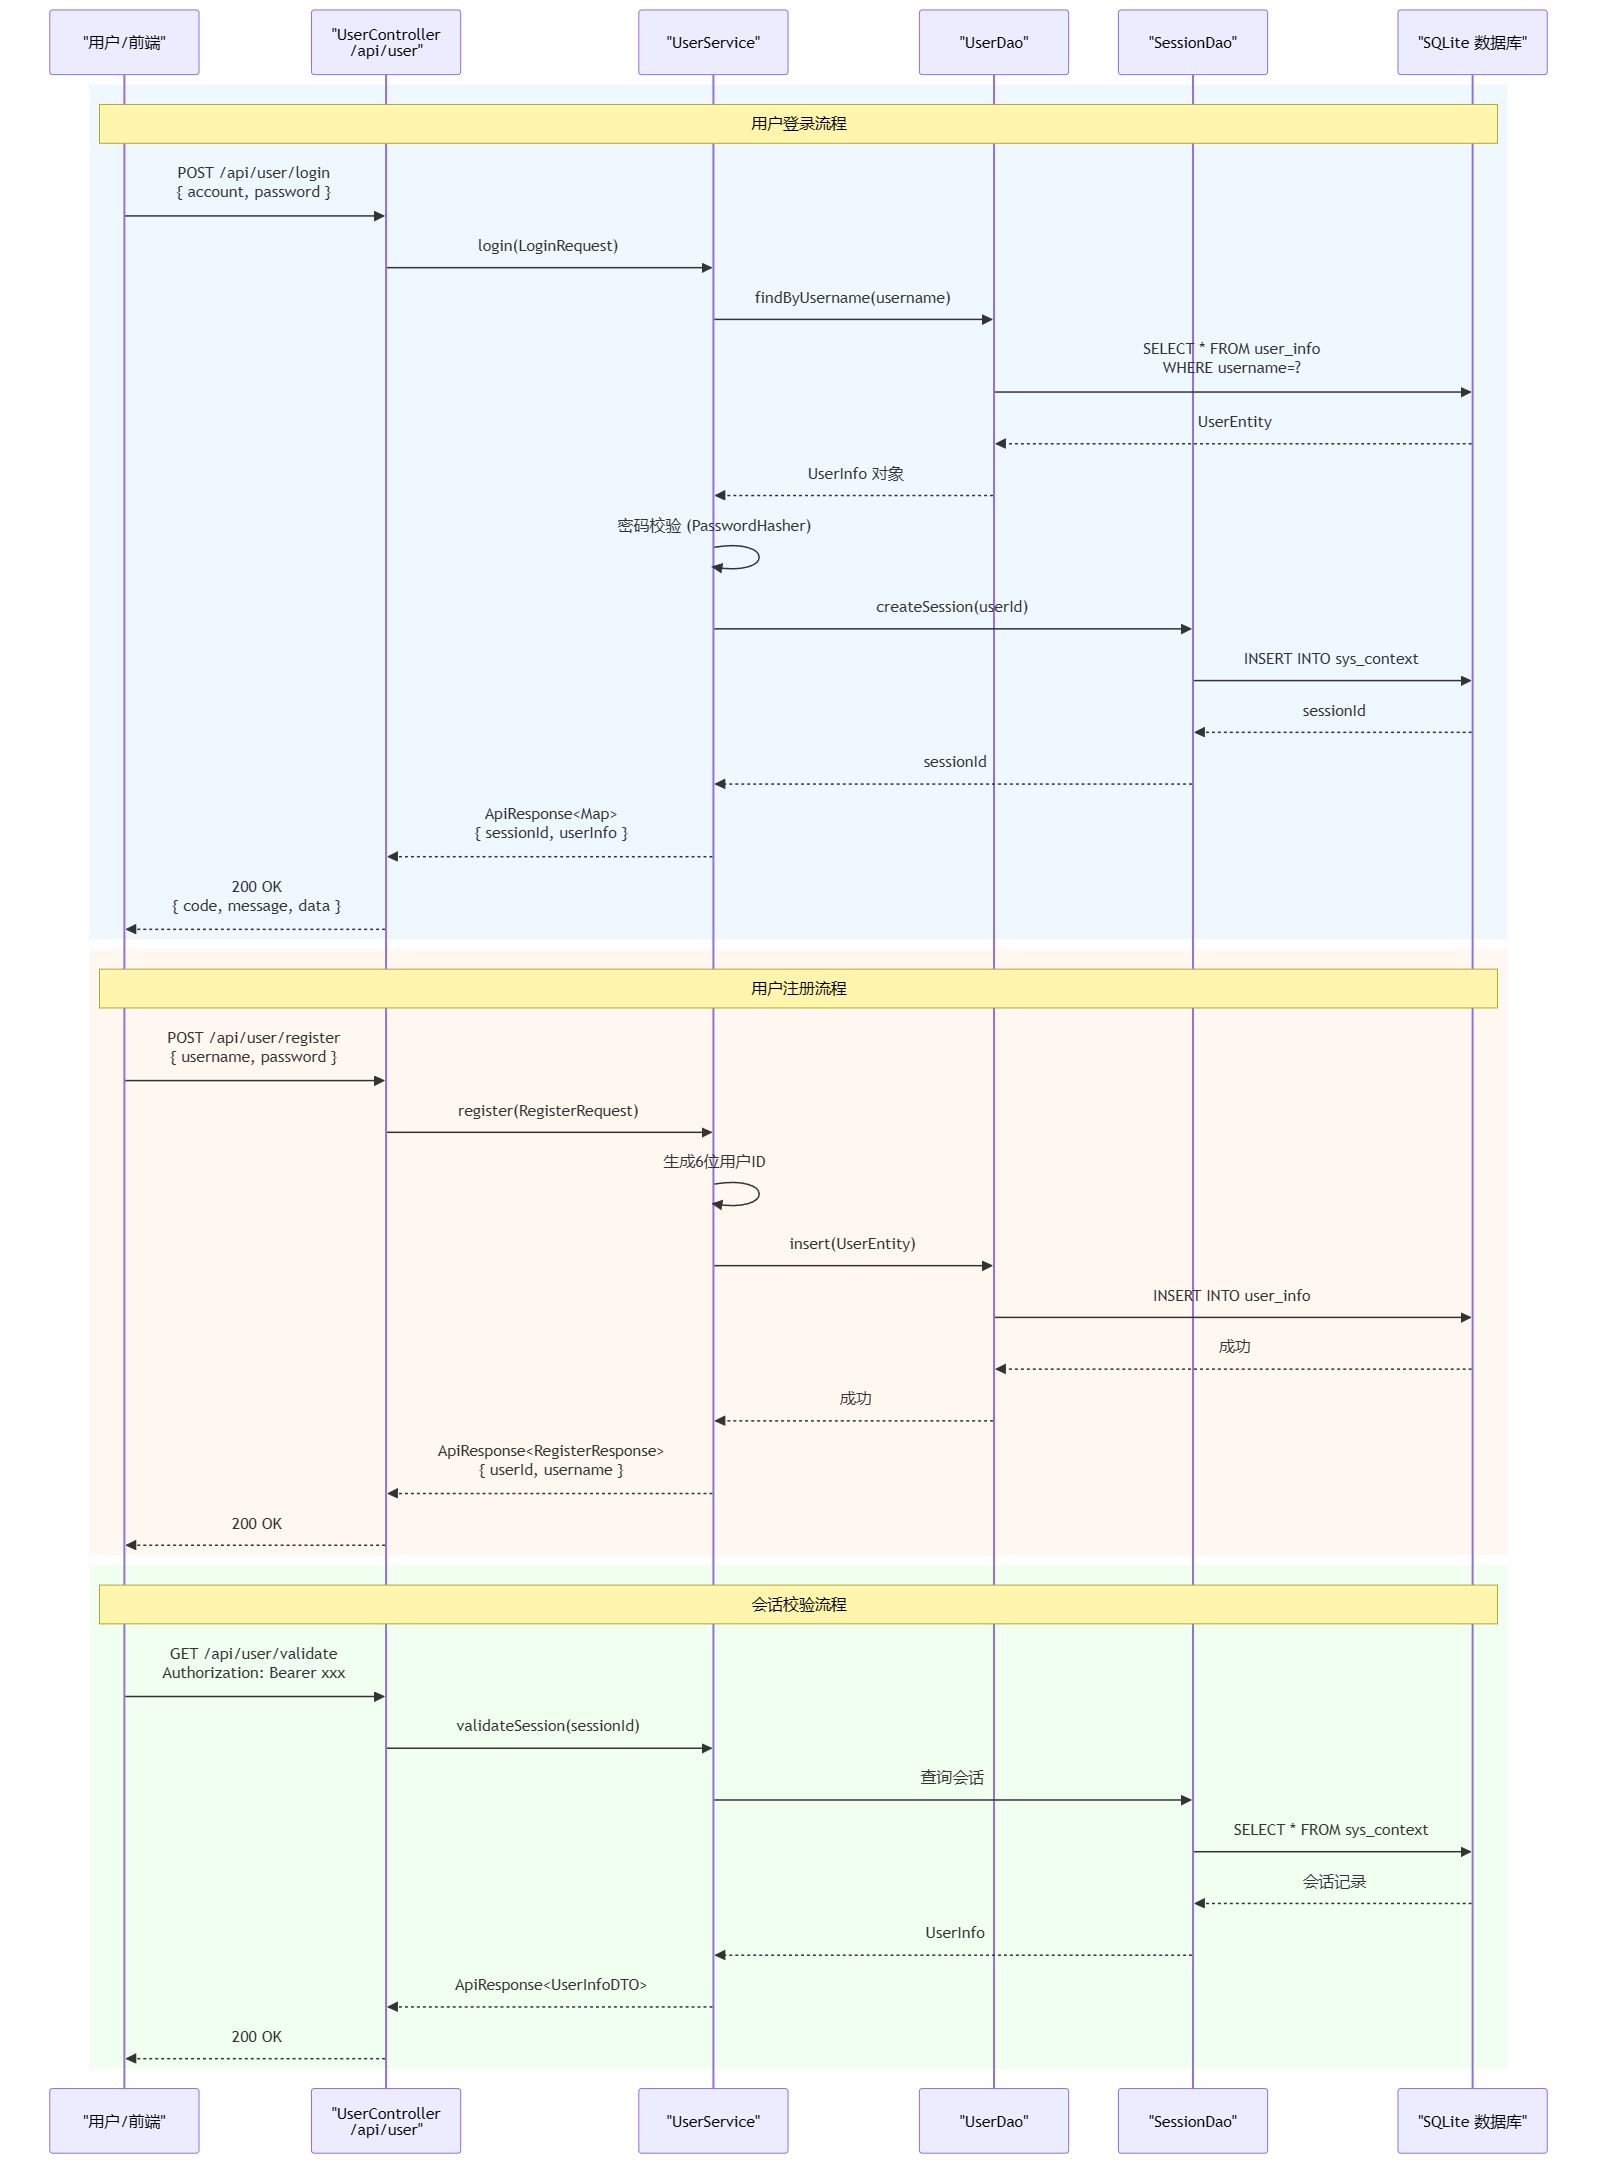 "用户/前端"
"UserController
/api/user"
"UserService"
"UserDao"
"SessionDao"
"SQLite 数据库"
用户登录流程
POST /api/user/login
{ account, password }
login(LoginRequest)
findByUsername(username)
SELECT * FROM user_info
WHERE username=?
UserEntity
UserInfo 对象
密码校验 (PasswordHasher)
createSession(userId)
INSERT INTO sys_context
sessionId
sessionId
ApiResponse<Map>
{ sessionId, userInfo }
200 OK
{ code, message, data }
用户注册流程
POST /api/user/register
{ username, password }
register(RegisterRequest)
生成6位用户ID
insert(UserEntity)
INSERT INTO user_info
成功
成功
ApiResponse<RegisterResponse>
{ userId, username }
200 OK
会话校验流程
GET /api/user/validate
Authorization: Bearer xxx
validateSession(sessionId)
查询会话
SELECT * FROM sys_context
会话记录
UserInfo
ApiResponse<UserInfoDTO>
200 OK
"用户/前端"
"UserController
/api/user"
"UserService"
"UserDao"
"SessionDao"
"SQLite 数据库"